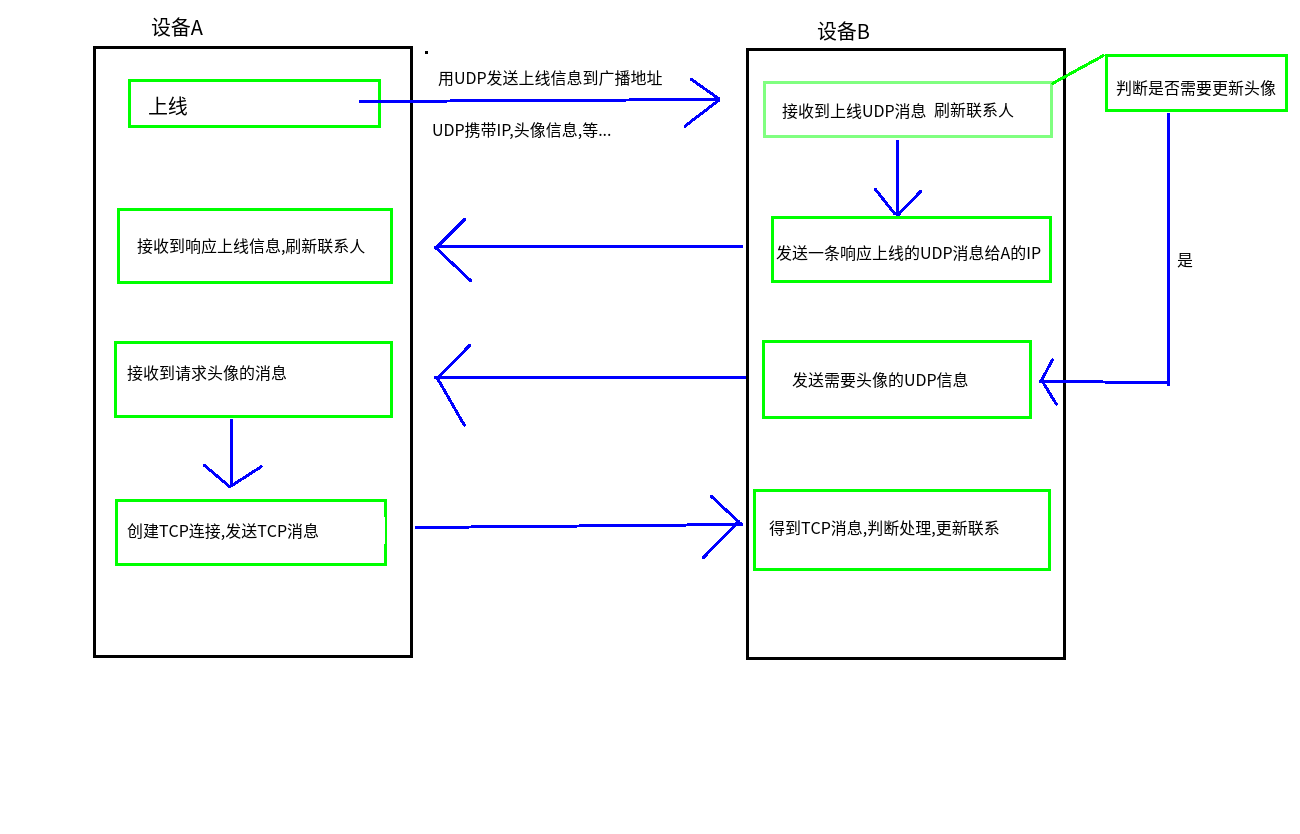 设备A
设备B
用UDP发送上线信息到广播地址
上线
接收到上线UDP消息 刷新联系人
判断是否需要更新头像
UDP携带IP,头像信息,等...
接收到响应上线信息,刷新联系人
发送一条响应上线的UDP消息给A的IP
是
接收到请求头像的消息
发送需要头像的UDP信息
创建TCP连接,发送TCP消息
得到TCP消息,判断处理,更新联系